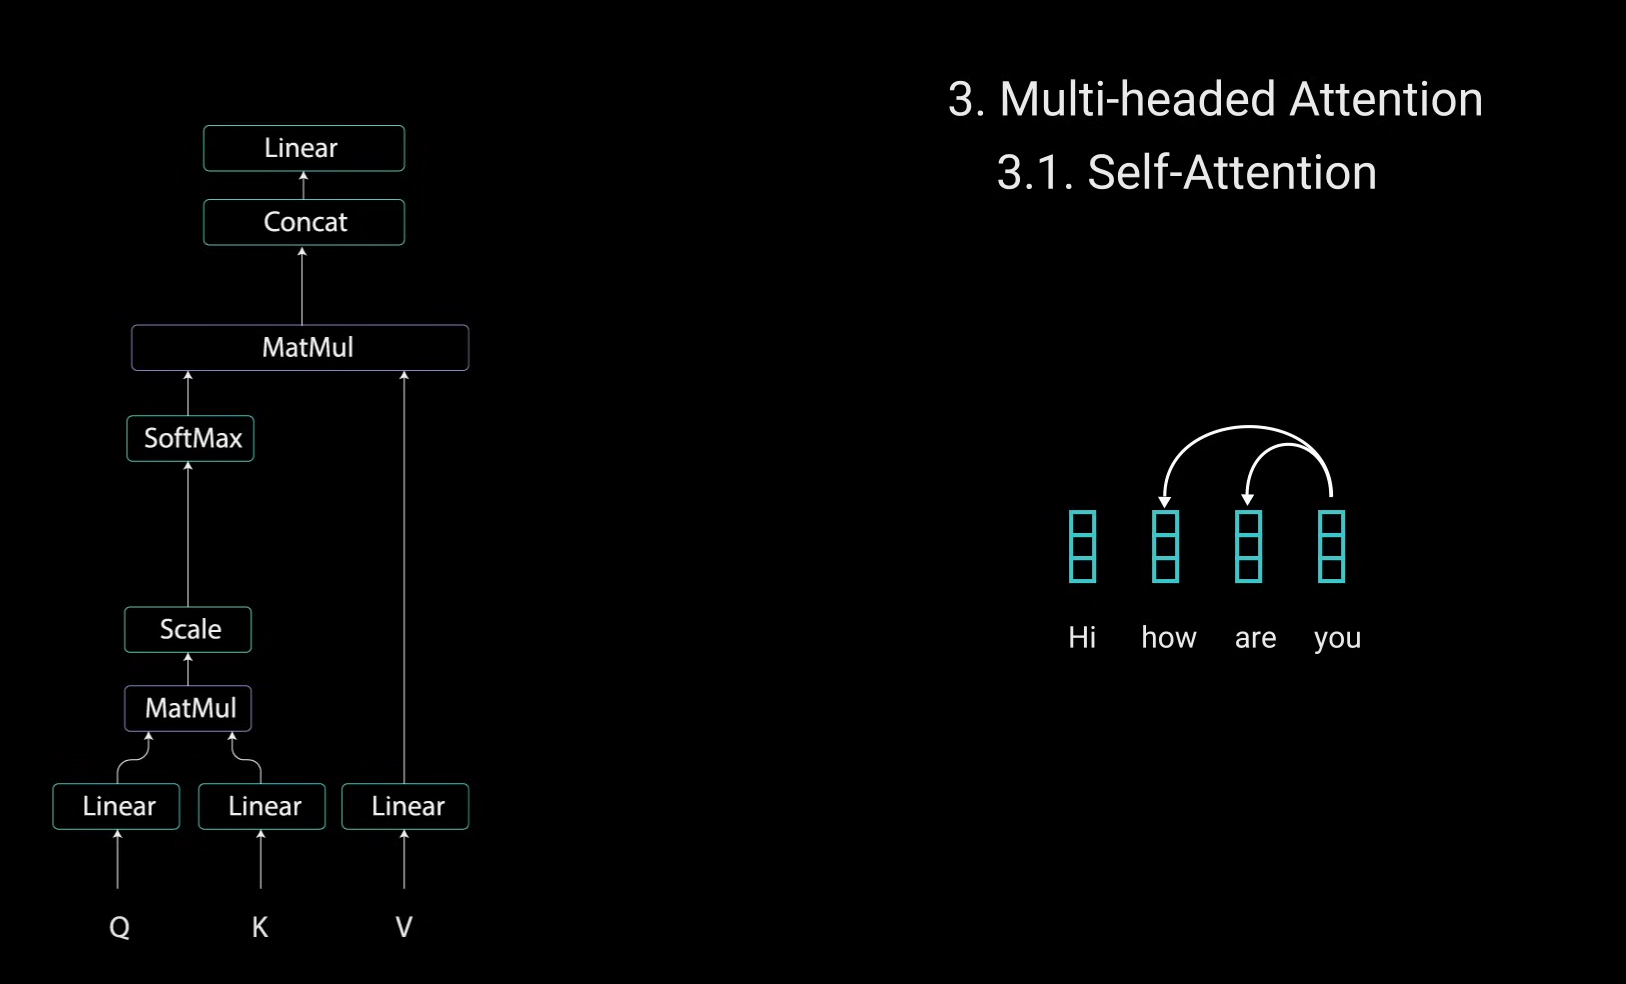 3. Multi-headed Attention
3.1. Self-Attention
Linear
Concat
MatMul
SoftMax
Scale
MatMul
Linear Linear Linear
Q K V
Hi how are you